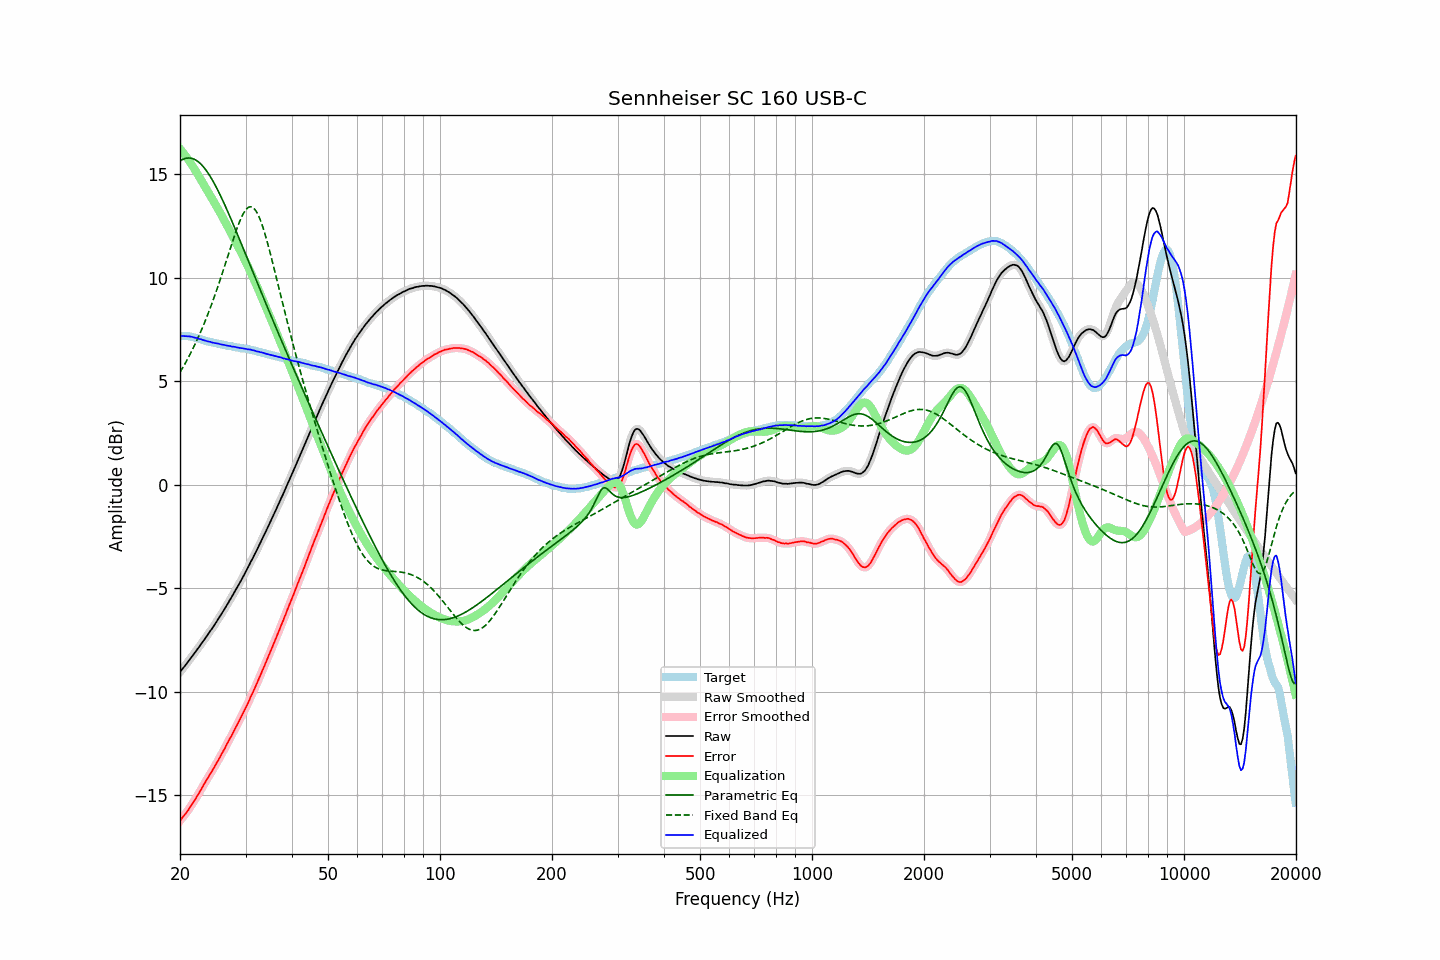 Sennheiser SC 160 USB-C
Amplitude (dBr)
15
10
5
0
−5
−10
−15
Target
Raw Smoothed
Error Smoothed
Raw
Error
Equalization
Parametric Eq
Fixed Band Eq
Equalized
20 50 100 200 500 1000 2000 5000 10000 20000
Frequency (Hz)